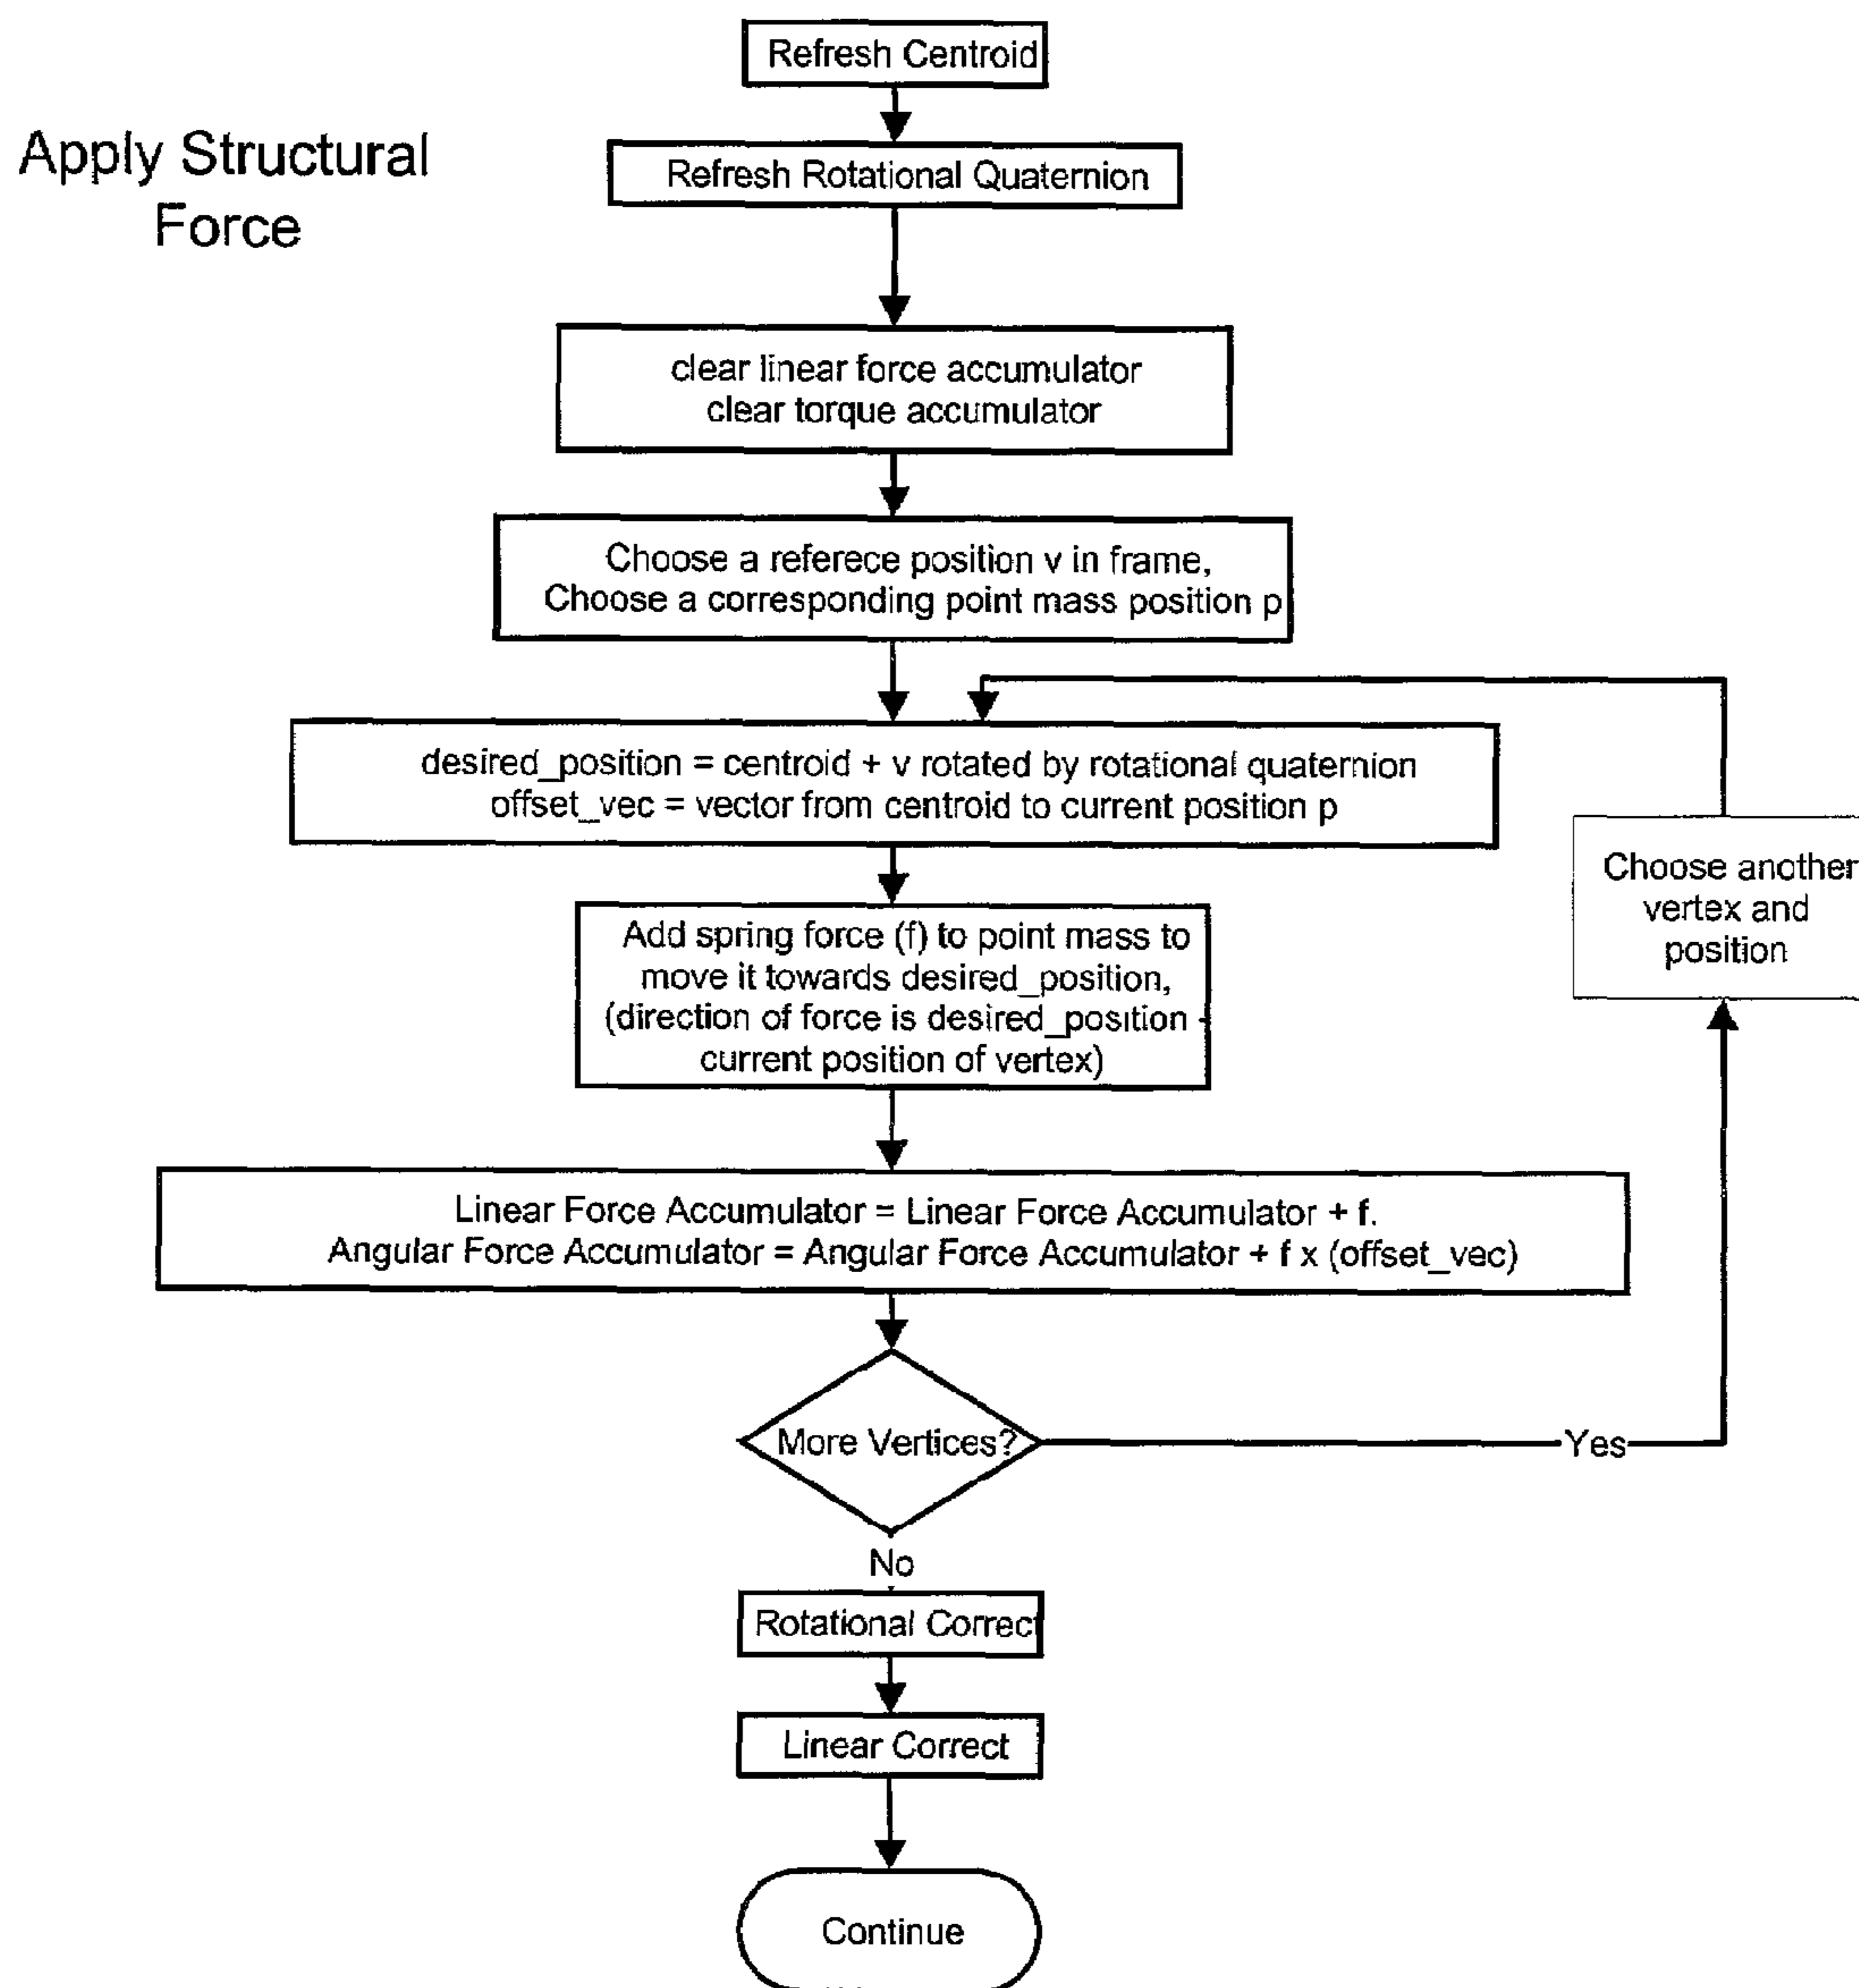 Apply Structural
Force
Refresh Centroid
Refresh Rotational Quaternion
clear linear force accumulator
clear torque accumulator
Choose a referece position v in frame,
Choose a corresponding point mass position p
desired_position = centroid + v rotated by rotational quaternion
offset_vec = vector from centroid to current position p
Add spring force (f) to point mass to
move it towards desired_position,
(direction of force is desired_position -
current position of vertex)
Linear Force Accumulator = Linear Force Accumulator + f.
Angular Force Accumulator = Angular Force Accumulator + f x (offset_vec)
More Vertices?
Yes
Choose another
vertex and
position
No
Rotational Correct
Linear Correct
Continue